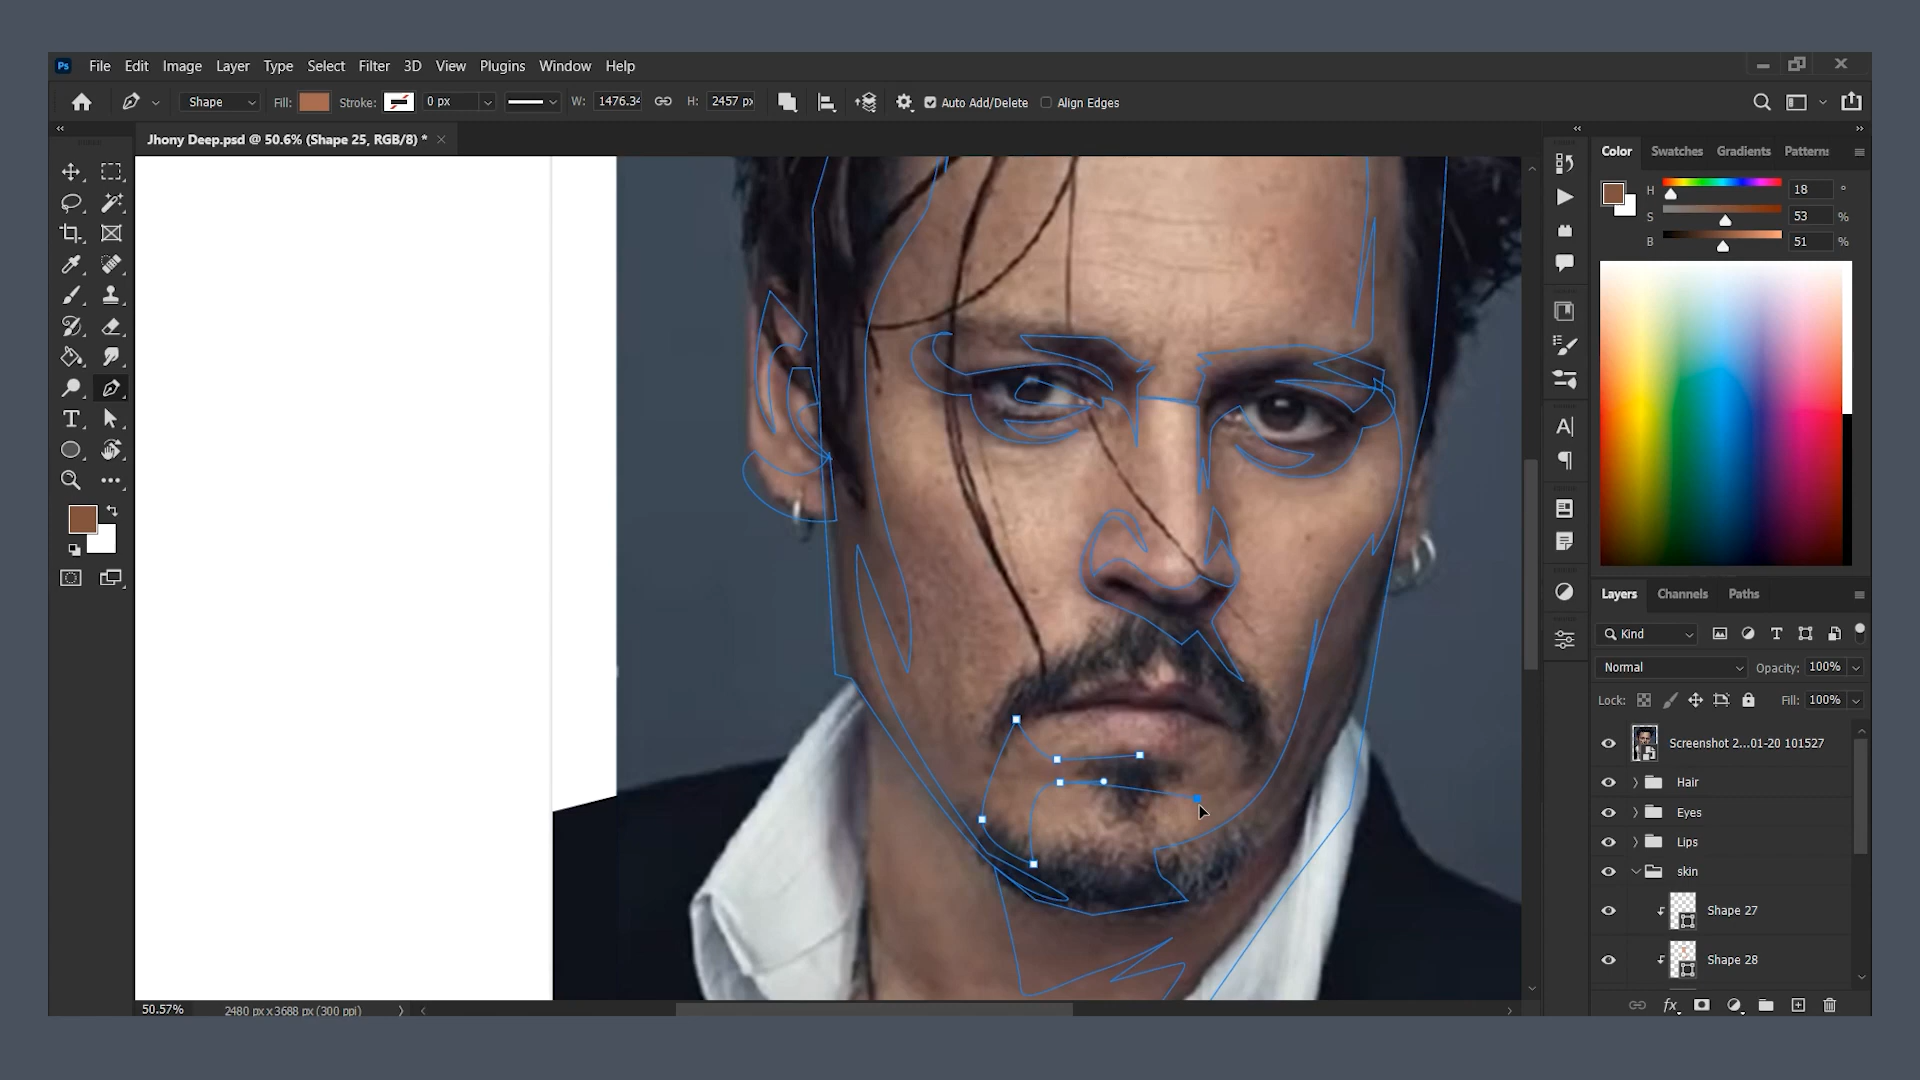 Ps File Edit Image Layer Type Select Filter 3D View Plugins Window Help
Shape Fill: Stroke: 0 px W: 1476.34 H: 2457 px Auto Add/Delete Align Edges
Jhony Deep.psd @ 50.6% (Shape 25, RGB/8) *
Color Swatches Gradients Patterns
H 18 °
S 53 %
B 51 %
Layers Channels Paths
Kind
Normal Opacity: 100%
Lock: Fill: 100%
Screenshot 2...01-20 101527
Hair
Eyes
Lips
skin
Shape 27
Shape 28
50.57% 2480 px x 3688 px (300 ppi)